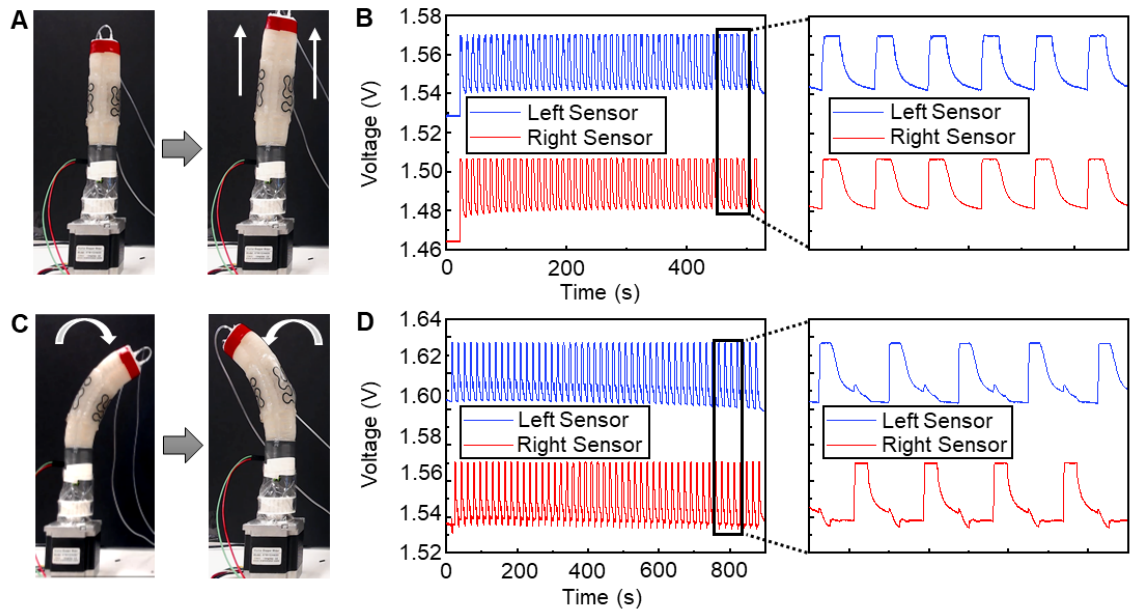 A
B
1.58
1.56
1.54
1.52
1.50
1.48
1.46
Voltage (V)
Left Sensor
Right Sensor
0
200
400
Time (s)
Left Sensor
Right Sensor
C
D
1.64
1.62
1.60
1.58
1.56
1.54
1.52
Voltage (V)
Left Sensor
Right Sensor
0
200
400
600
800
Time (s)
Left Sensor
Right Sensor